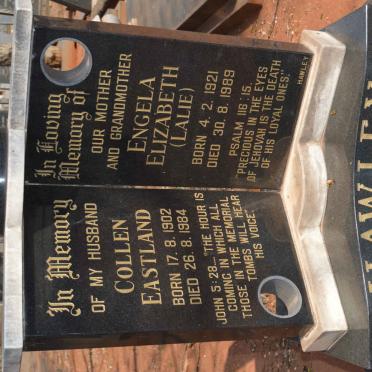 In Memory
OF MY HUSBAND
COLLEN
EASTLAND
BORN 17. 8. 1902
DIED 26. 8. 1984
JOHN 5:28. "THE HOUR IS
COMING IN WHICH ALL
THOSE IN THE MEMORIAL
TOMBS WILL HEAR
HIS VOICE"
In Loving
Memory of
OUR MOTHER
AND GRANDMOTHER
ENGELA
ELIZABETH
(LALIE)
BORN 4. 2. 1921
DIED 30. 8. 1989
PSALM 116:15.
"PRECIOUS IN THE EYES
OF JEHOVAH IS THE DEATH
OF HIS LOYAL ONES."
HAWLEY